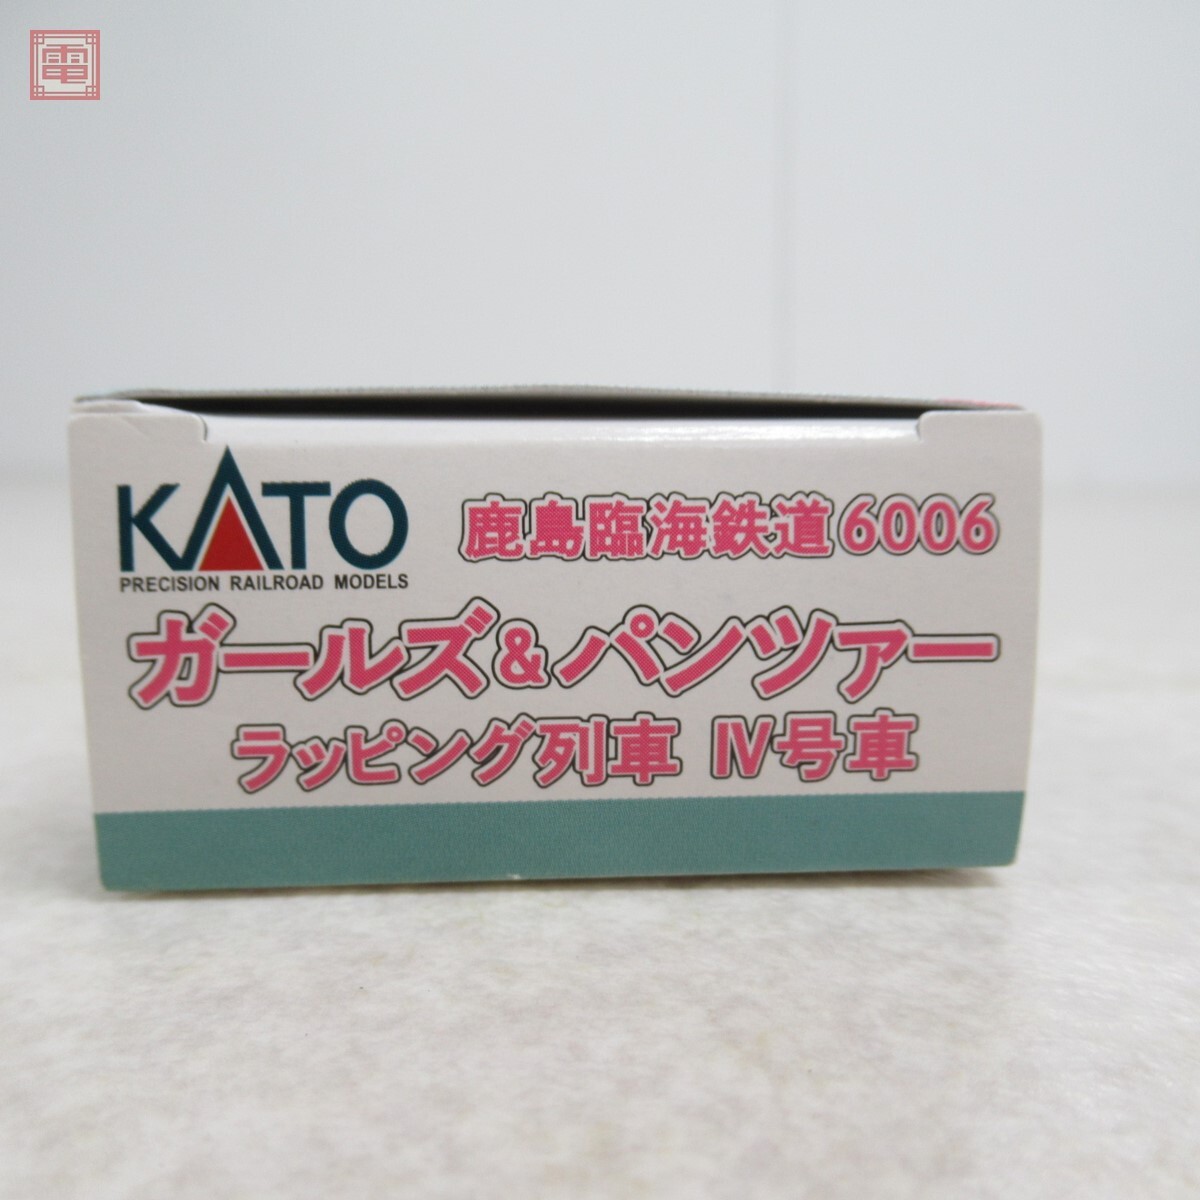 電
KATO
PRECISION RAILROAD MODELS
鹿島臨海鉄道6006
ガールズ&パンツァー
ラッピング列車 Ⅳ号車